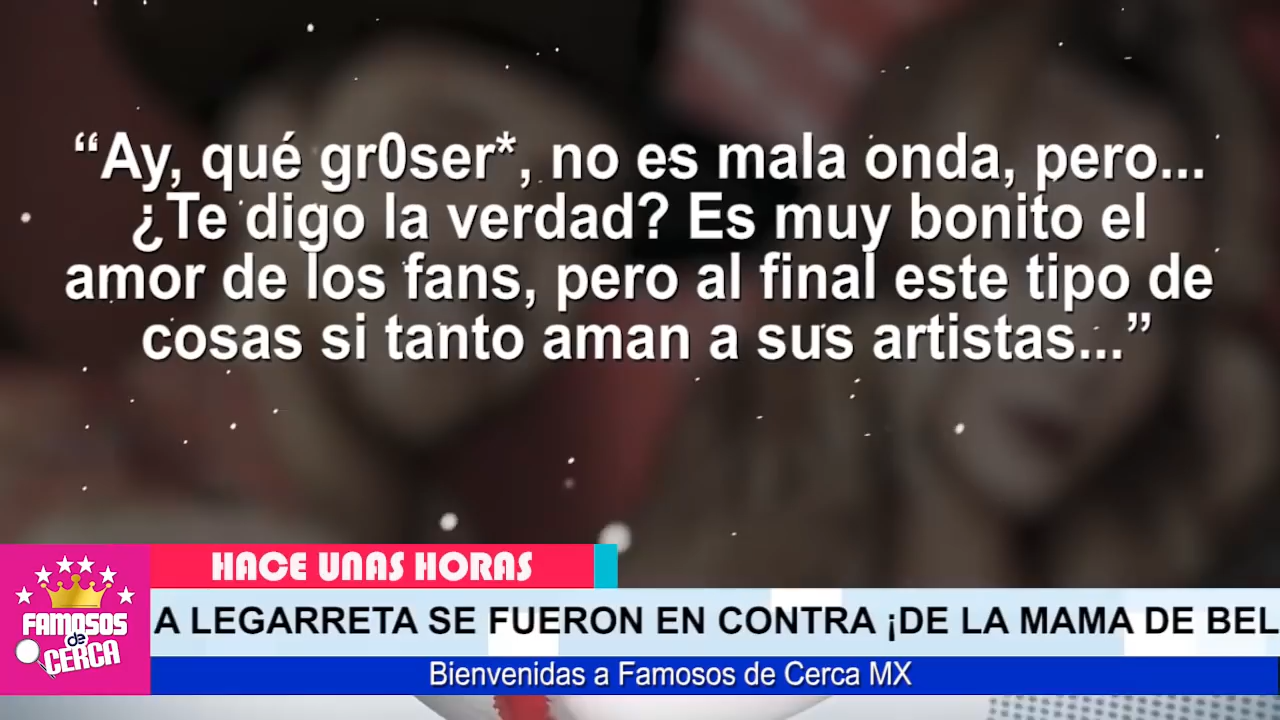 “Ay, qué gr0ser*, no es mala onda, pero...
¿Te digo la verdad? Es muy bonito el
amor de los fans, pero al final este tipo de
cosas si tanto aman a sus artistas...”
HACE UNAS HORAS
FAMOSOS
de
CERCA
A LEGARRETA SE FUERON EN CONTRA ¡DE LA MAMA DE BEL
Bienvenidas a Famosos de Cerca MX